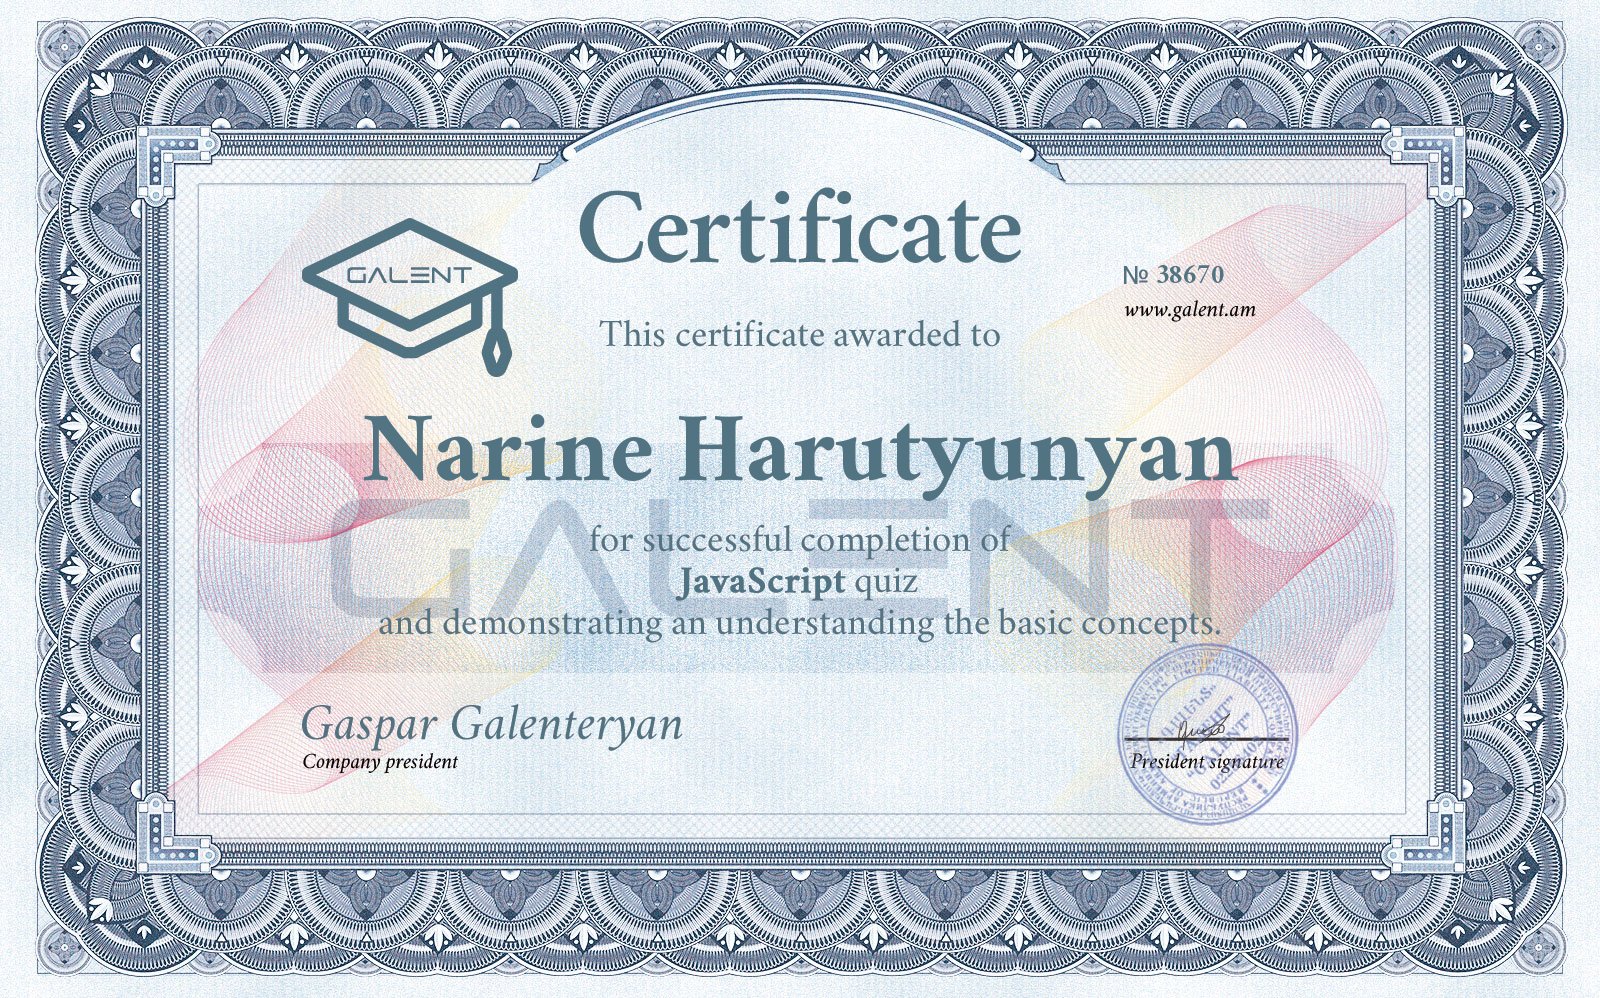 Certificate
GALENT
№ 38670
www.galent.am
This certificate awarded to
Narine Harutyunyan
GALENT
for successful completion of
JavaScript quiz
and demonstrating an understanding the basic concepts.
Gaspar Galenteryan
Company president
President signature
"GALENT"